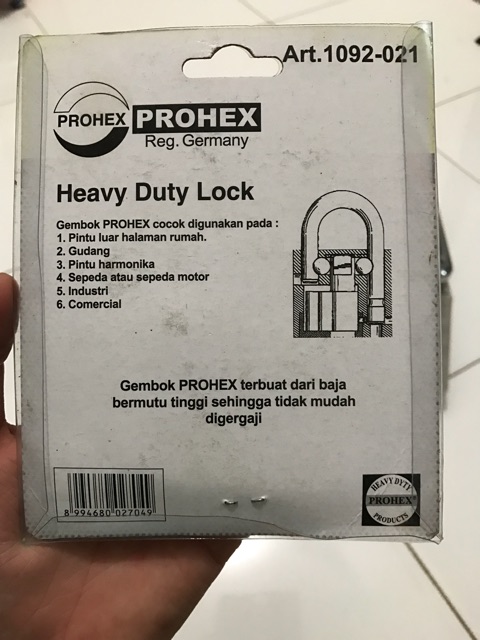 Art.1092-021
PROHEX
PROHEX
Reg. Germany
Heavy Duty Lock
Gembok PROHEX cocok digunakan pada :
1. Pintu luar halaman rumah.
2. Gudang
3. Pintu harmonika
4. Sepeda atau sepeda motor
5. Industri
6. Comercial
Gembok PROHEX terbuat dari baja
bermutu tinggi sehingga tidak mudah
digergaji
8 994680 027049
HEAVY DYTY
PROHEX®
PRODUCTS